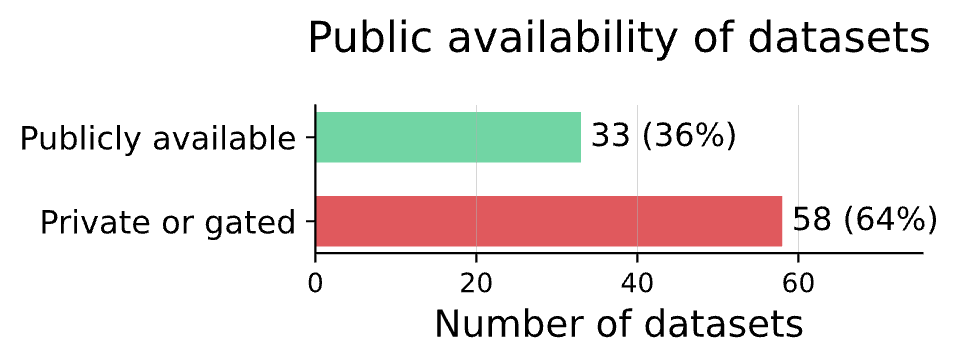 Public availability of datasets
Publicly available
33 (36%)
Private or gated
58 (64%)
0 20 40 60
Number of datasets